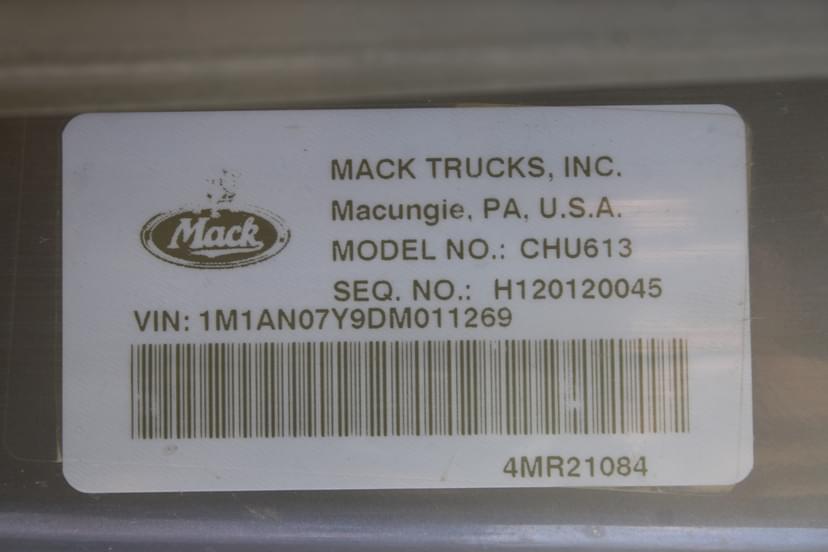 Mack
MACK TRUCKS, INC.
Macungie, PA, U.S.A.
MODEL NO.: CHU613
SEQ. NO.: H120120045
VIN: 1M1AN07Y9DM011269
4MR21084